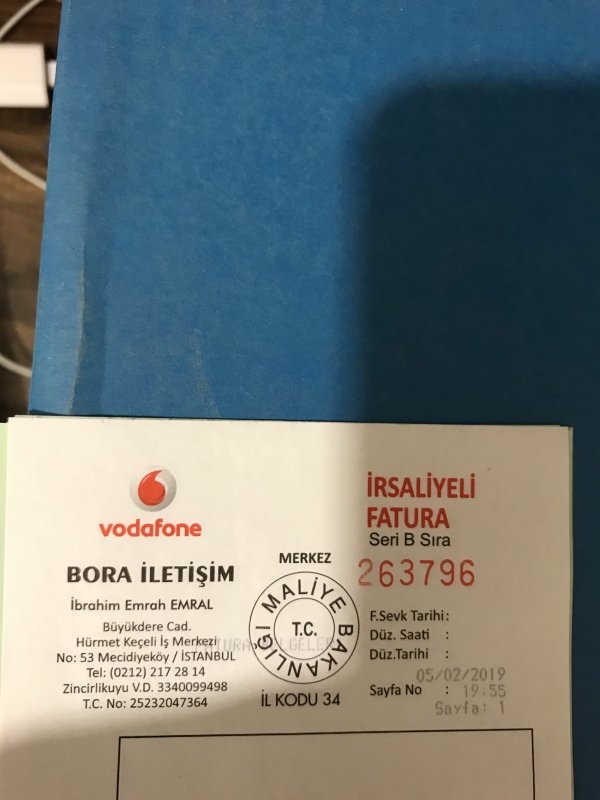 vodafone
BORA İLETİŞİM
İbrahim Emrah EMRAL
Büyükdere Cad.
Hürmet Keçeli İş Merkezi
No: 53 Mecidiyeköy / İSTANBUL
Tel: (0212) 217 28 14
Zincirlikuyu V.D. 3340099498
T.C. No: 25232047364
MERKEZ
MALİYE BAKANLIĞI
T.C.
İL KODU 34
İRSALİYELİ
FATURA
Seri B Sıra
263796
F.Sevk Tarihi:
Düz. Saati :
Düz.Tarihi :
05/02/2019
Sayfa No : 19:55
Sayfa: 1